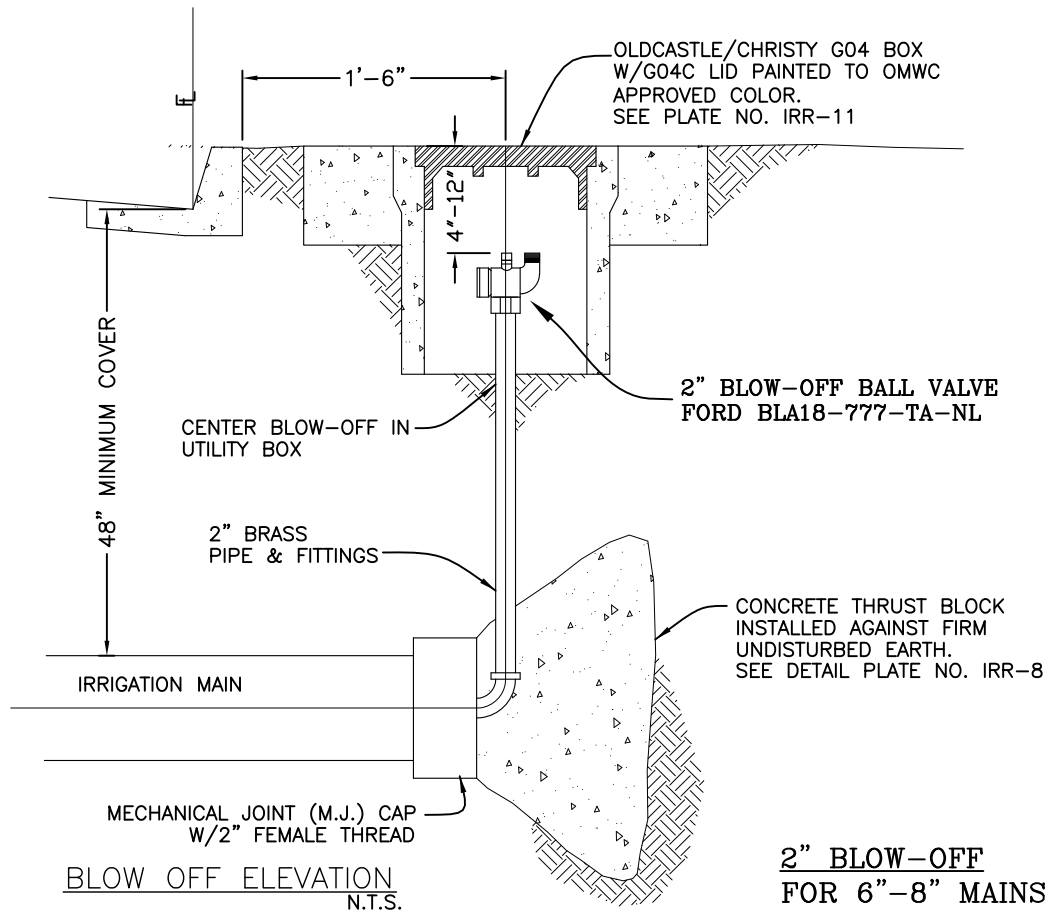 OLDCASTLE/CHRISTY G04 BOX
W/G04C LID PAINTED TO OMWC
APPROVED COLOR.
SEE PLATE NO. IRR-11
1'-6"
4"-12"
48" MINIMUM COVER
2" BLOW-OFF BALL VALVE
FORD BLA18-777-TA-NL
CENTER BLOW-OFF IN
UTILITY BOX
2" BRASS
PIPE & FITTINGS
CONCRETE THRUST BLOCK
INSTALLED AGAINST FIRM
UNDISTURBED EARTH.
SEE DETAIL PLATE NO. IRR-8
IRRIGATION MAIN
MECHANICAL JOINT (M.J.) CAP
W/2" FEMALE THREAD
BLOW OFF ELEVATION
N.T.S.
2" BLOW-OFF
FOR 6"-8" MAINS